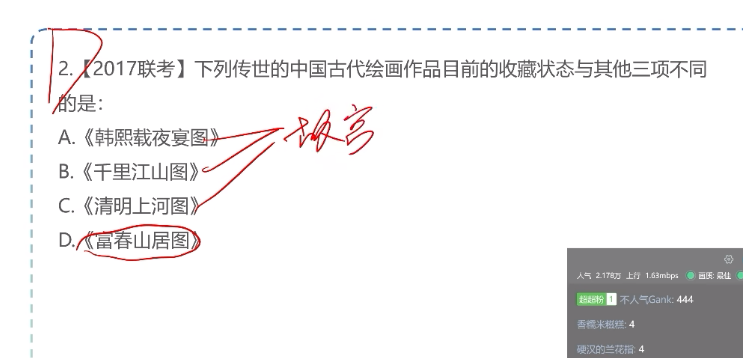 D
2.【2017联考】下列传世的中国古代绘画作品目前的收藏状态与其他三项不同
的是：
A.《韩熙载夜宴图》
故宫
B.《千里江山图》
C.《清明上河图》
D.《富春山居图》
人气 2.178万 上行 1.63mbps 画质: 最佳
超超粉 1 不人气Gank: 444
香糯米糍糕: 4
硬汉的兰花指: 4